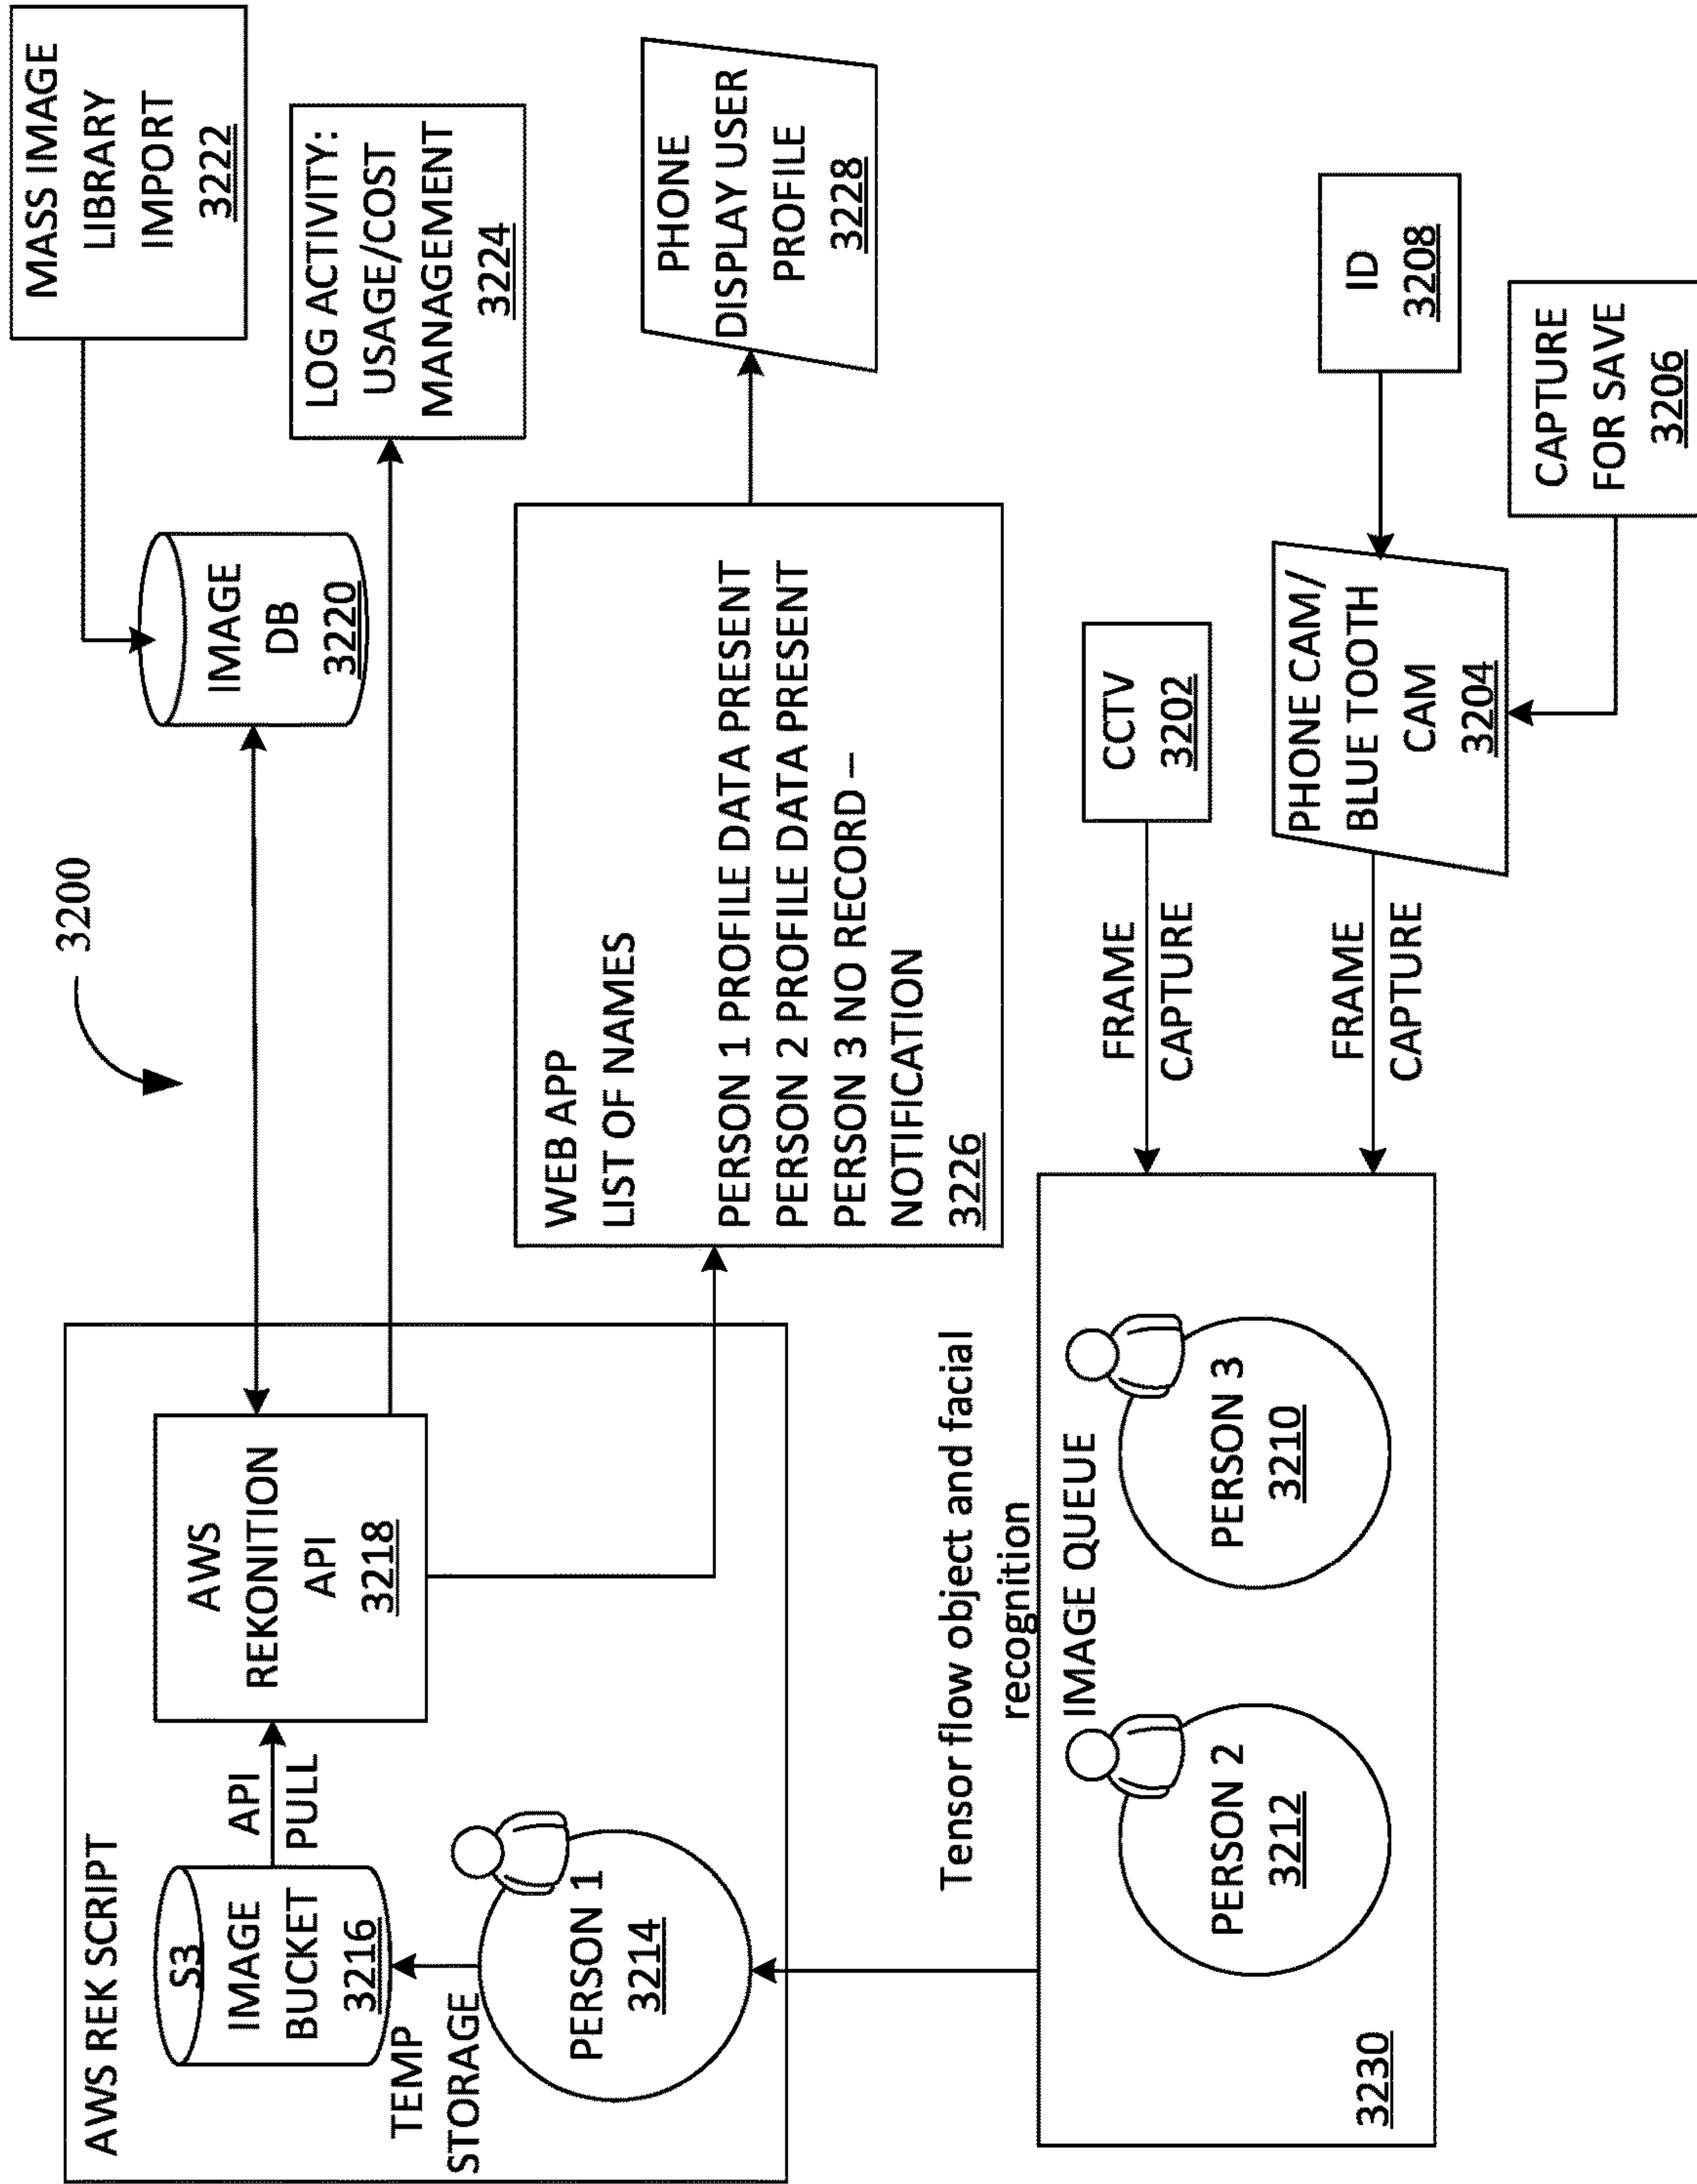 3200
AWS REK SCRIPT
S3
IMAGE
BUCKET
3216
API
PULL
AWS
REKONITION
API
3218
TEMP
STORAGE
PERSON 1
3214
IMAGE
DB
3220
MASS IMAGE
LIBRARY
IMPORT
3222
LOG ACTIVITY:
USAGE/COST
MANAGEMENT
3224
WEB APP
LIST OF NAMES
PERSON 1 PROFILE DATA PRESENT
PERSON 2 PROFILE DATA PRESENT
PERSON 3 NO RECORD –
NOTIFICATION
3226
PHONE
DISPLAY USER
PROFILE
3228
Tensor flow object and facial
recognition
IMAGE QUEUE
PERSON 2
3212
PERSON 3
3210
3230
FRAME
CAPTURE
FRAME
CAPTURE
CCTV
3202
PHONE CAM/
BLUE TOOTH
CAM
3204
ID
3208
CAPTURE
FOR SAVE
3206